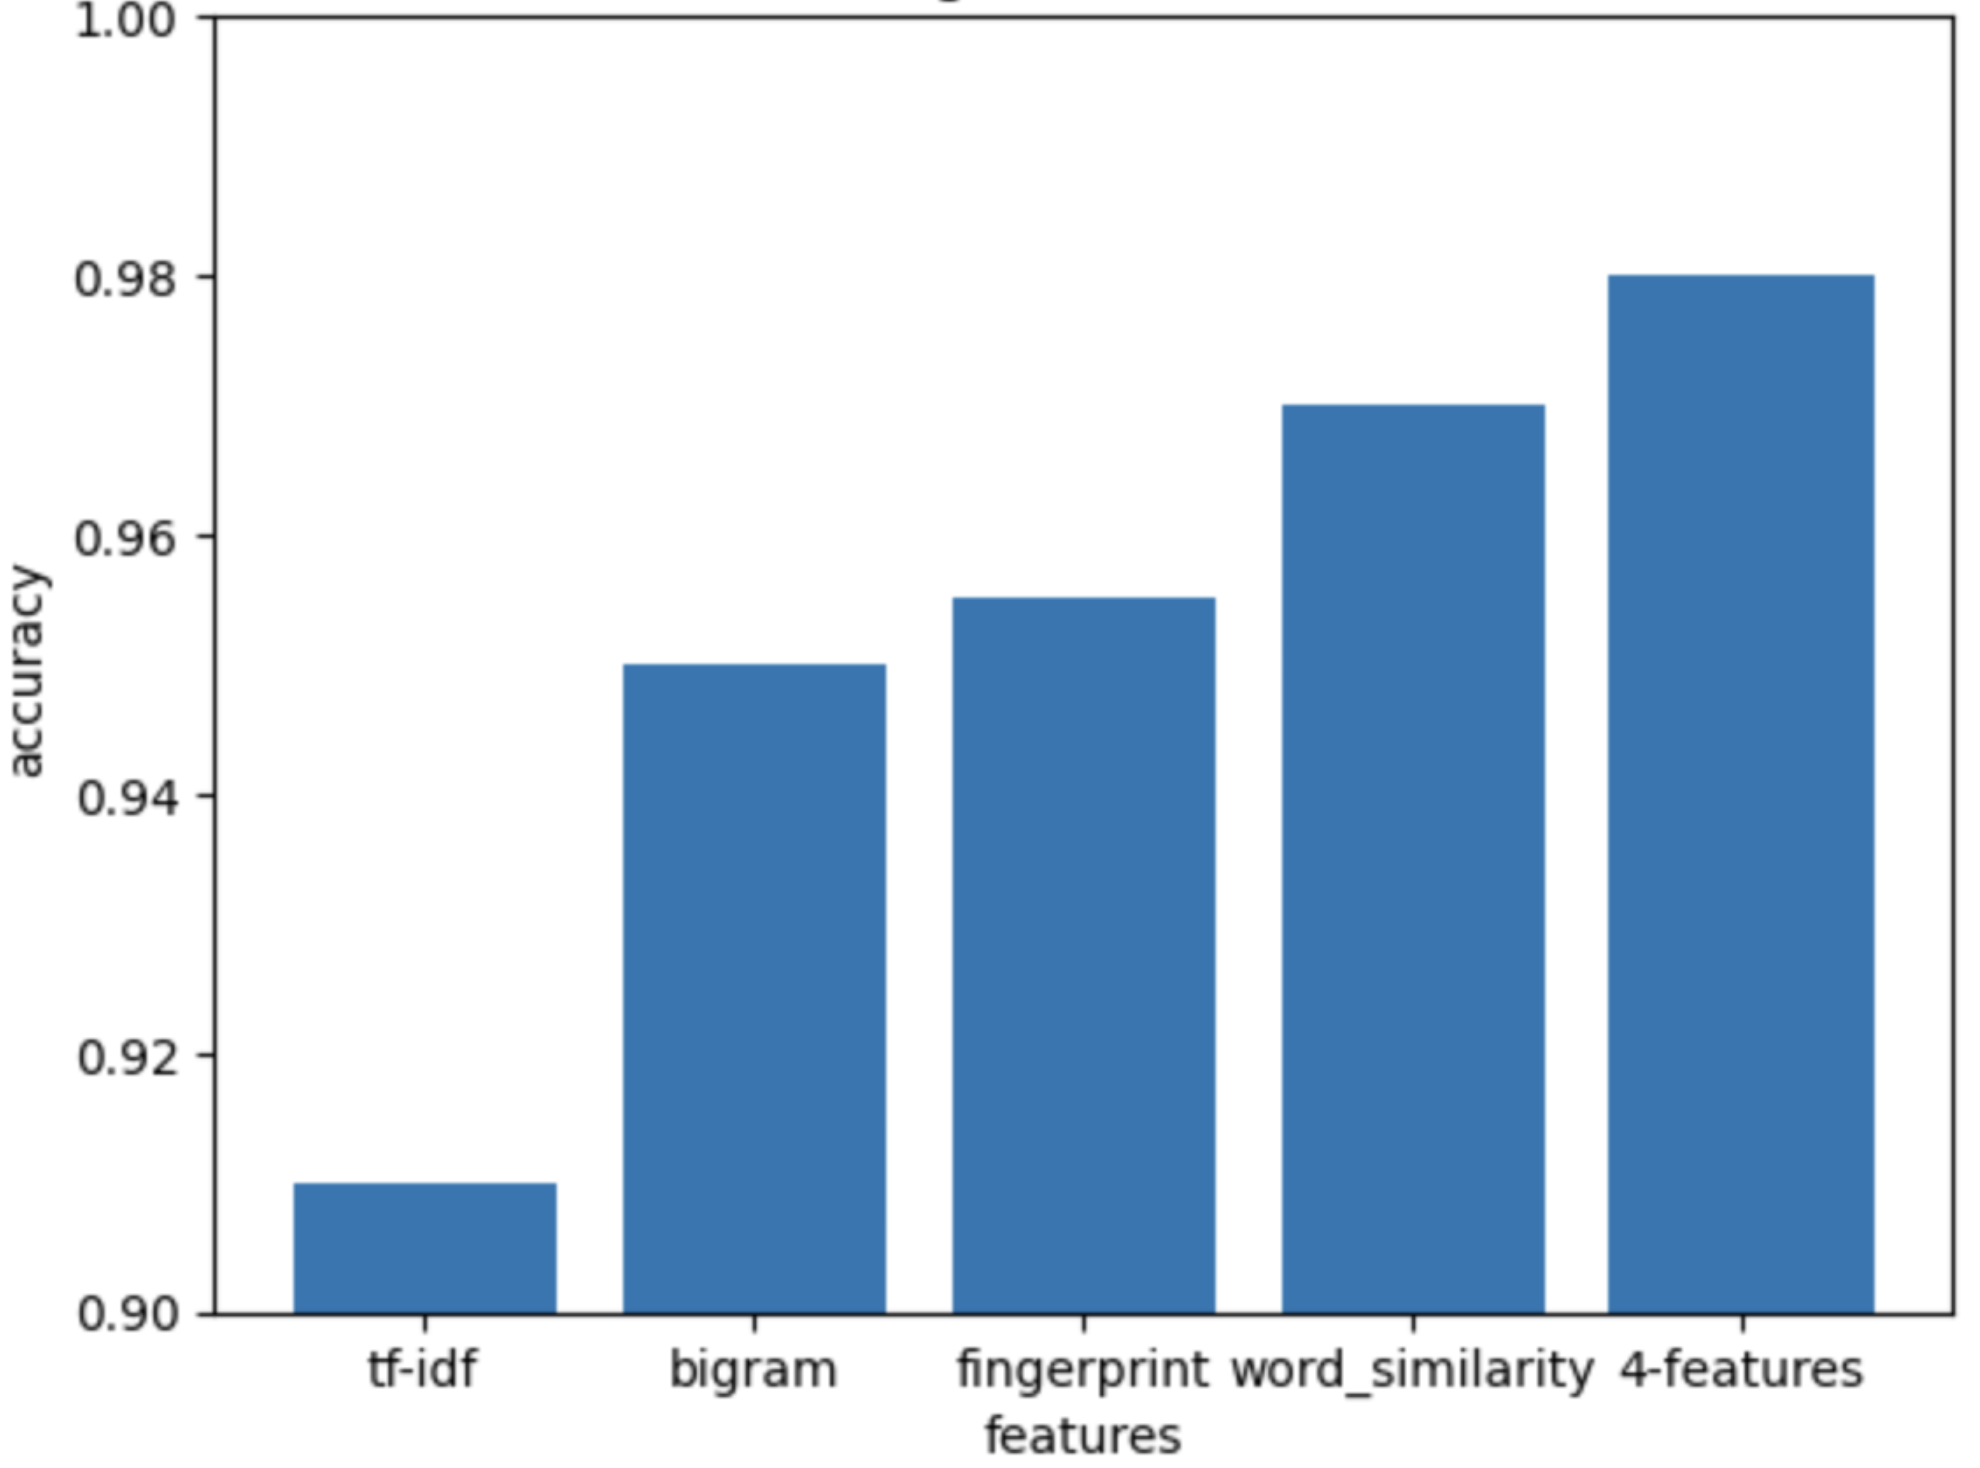 1.00
0.98
0.96
0.94
0.92
0.90
accuracy
tf-idf bigram fingerprint word_similarity 4-features
features